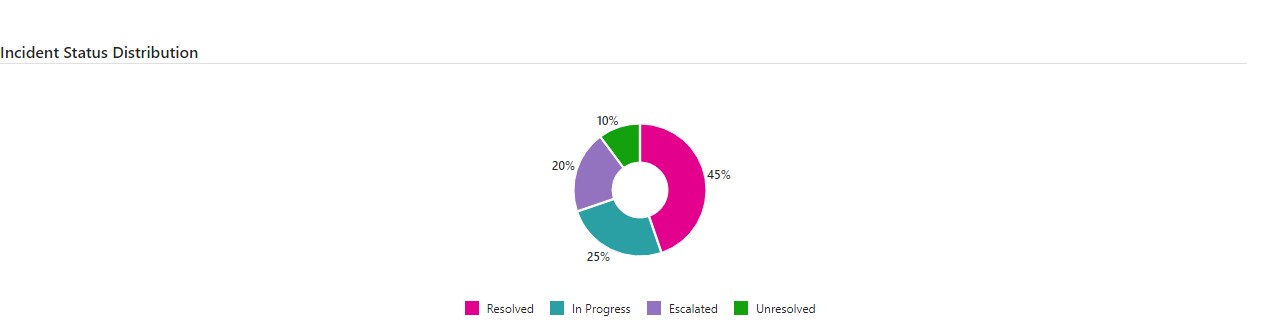 Incident Status Distribution
10%
20%
45%
25%
Resolved In Progress Escalated Unresolved